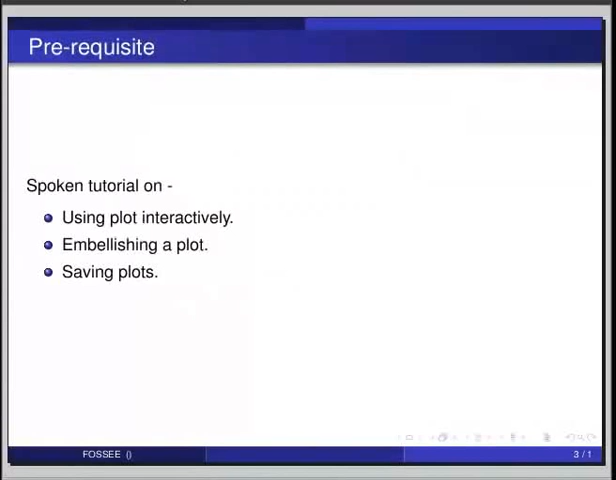 Pre-requisite
Spoken tutorial on -
Using plot interactively.
Embellishing a plot.
Saving plots.
FOSSEE ()
3 / 1